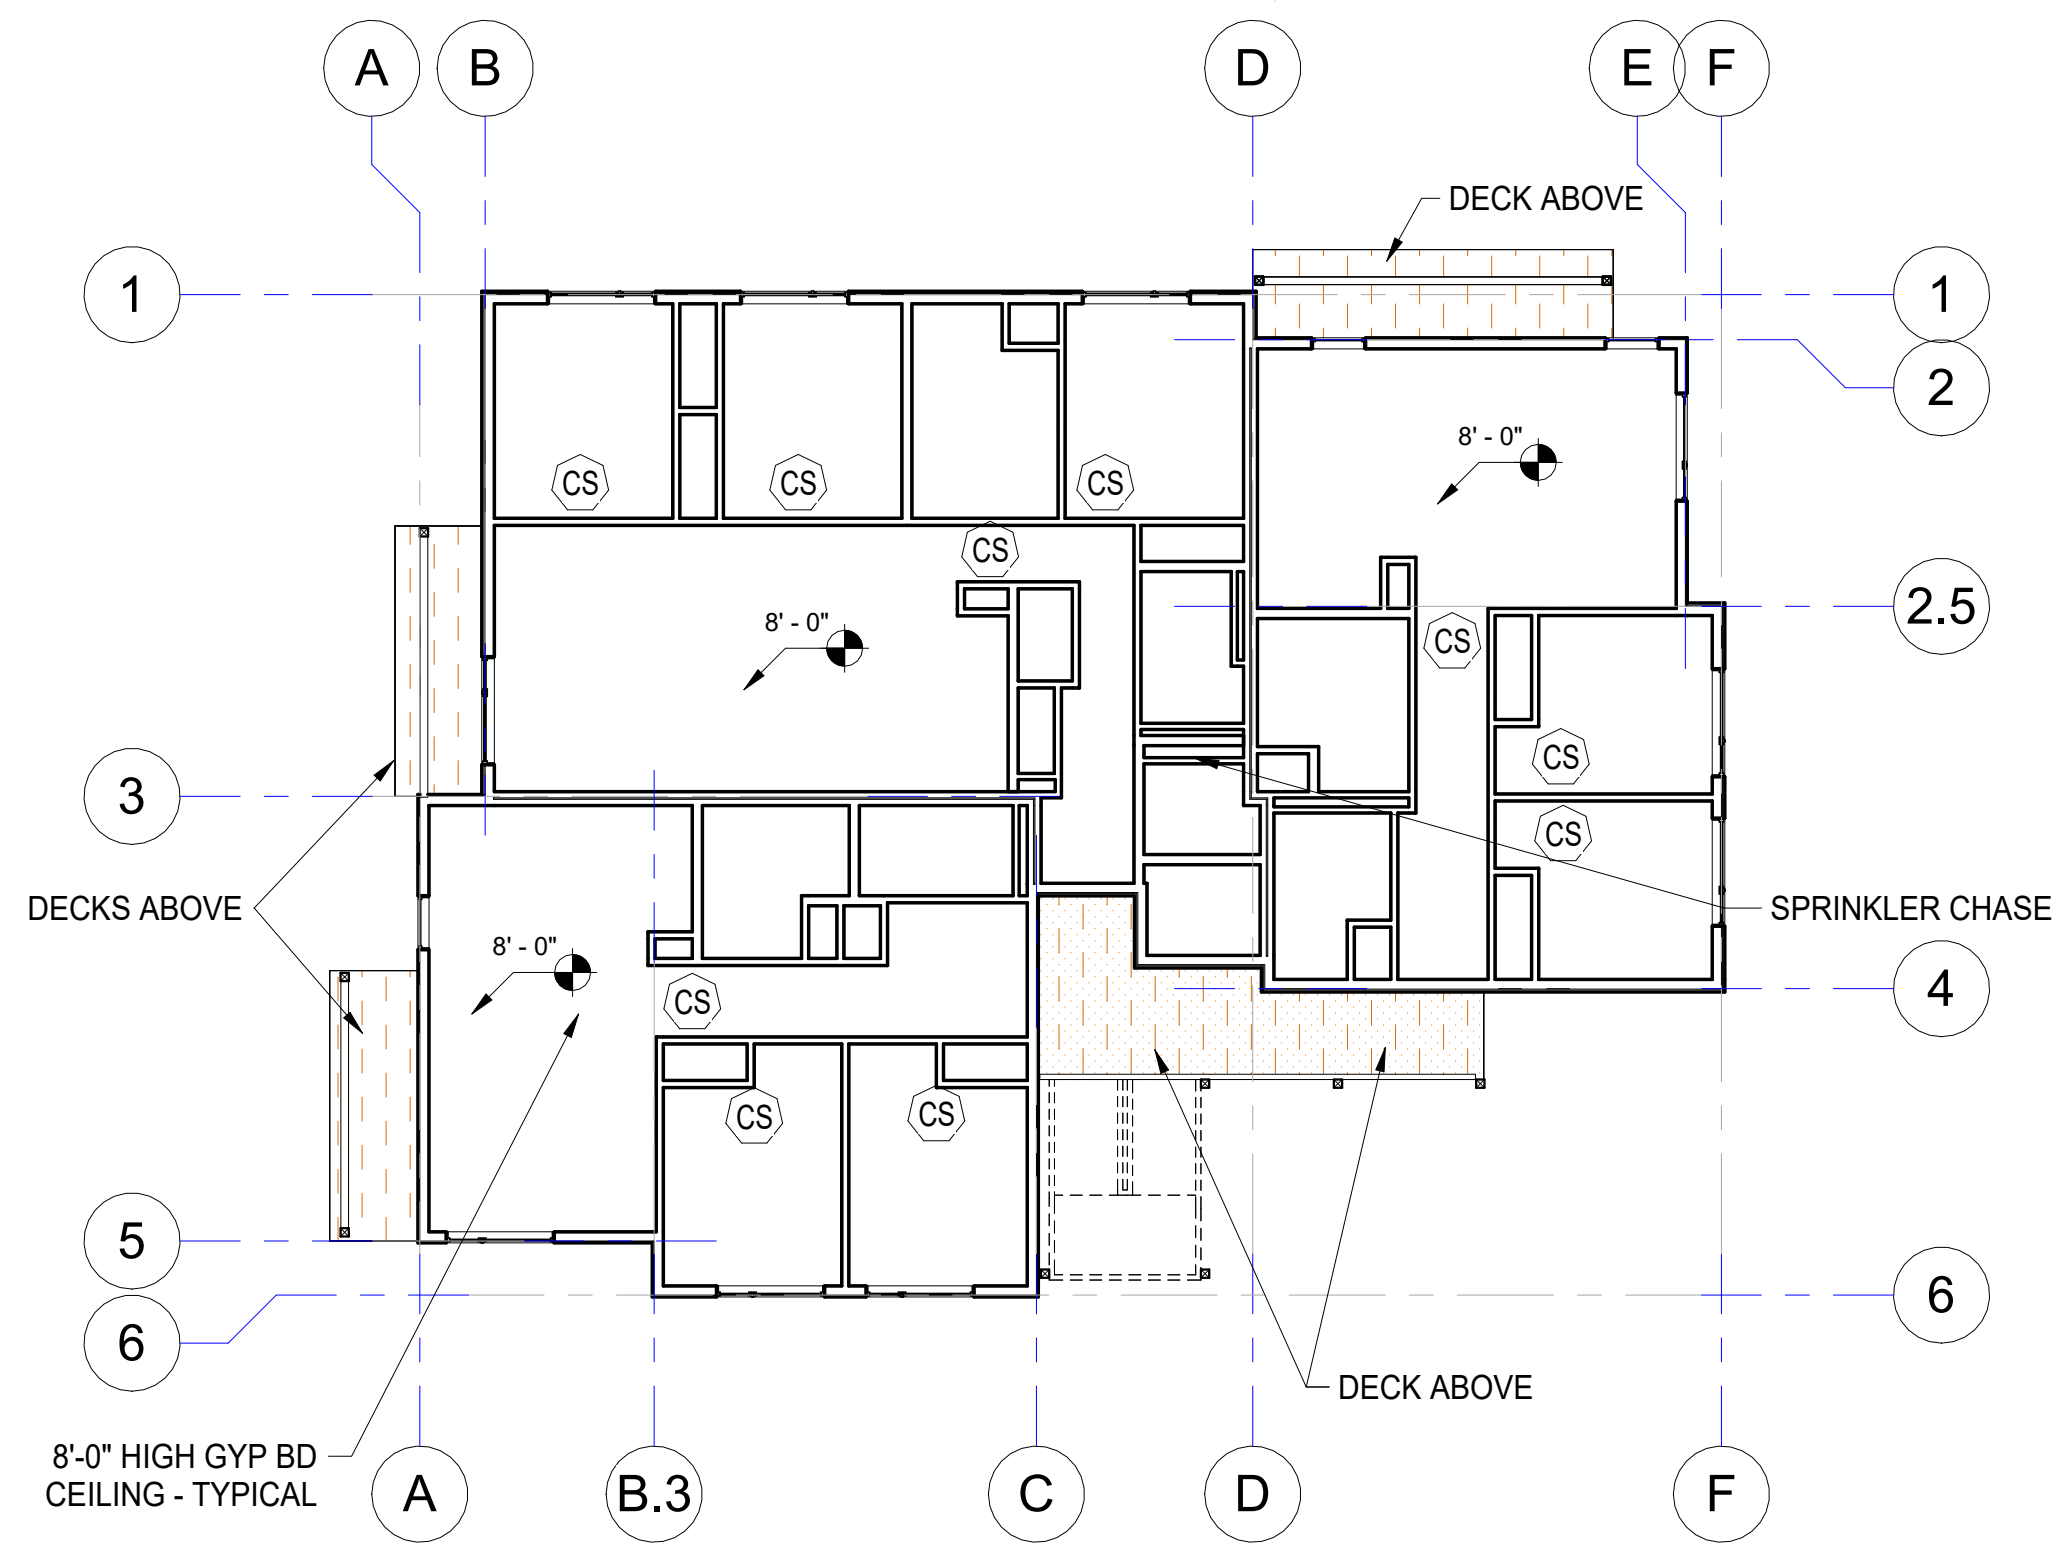 A
B
D
E
F
DECK ABOVE
1
1
2
8' - 0"
CS
CS
CS
CS
2.5
8' - 0"
CS
CS
3
CS
DECKS ABOVE
SPRINKLER CHASE
8' - 0"
CS
4
CS
CS
5
6
6
DECK ABOVE
8'-0" HIGH GYP BD
CEILING - TYPICAL
A
B.3
C
D
F